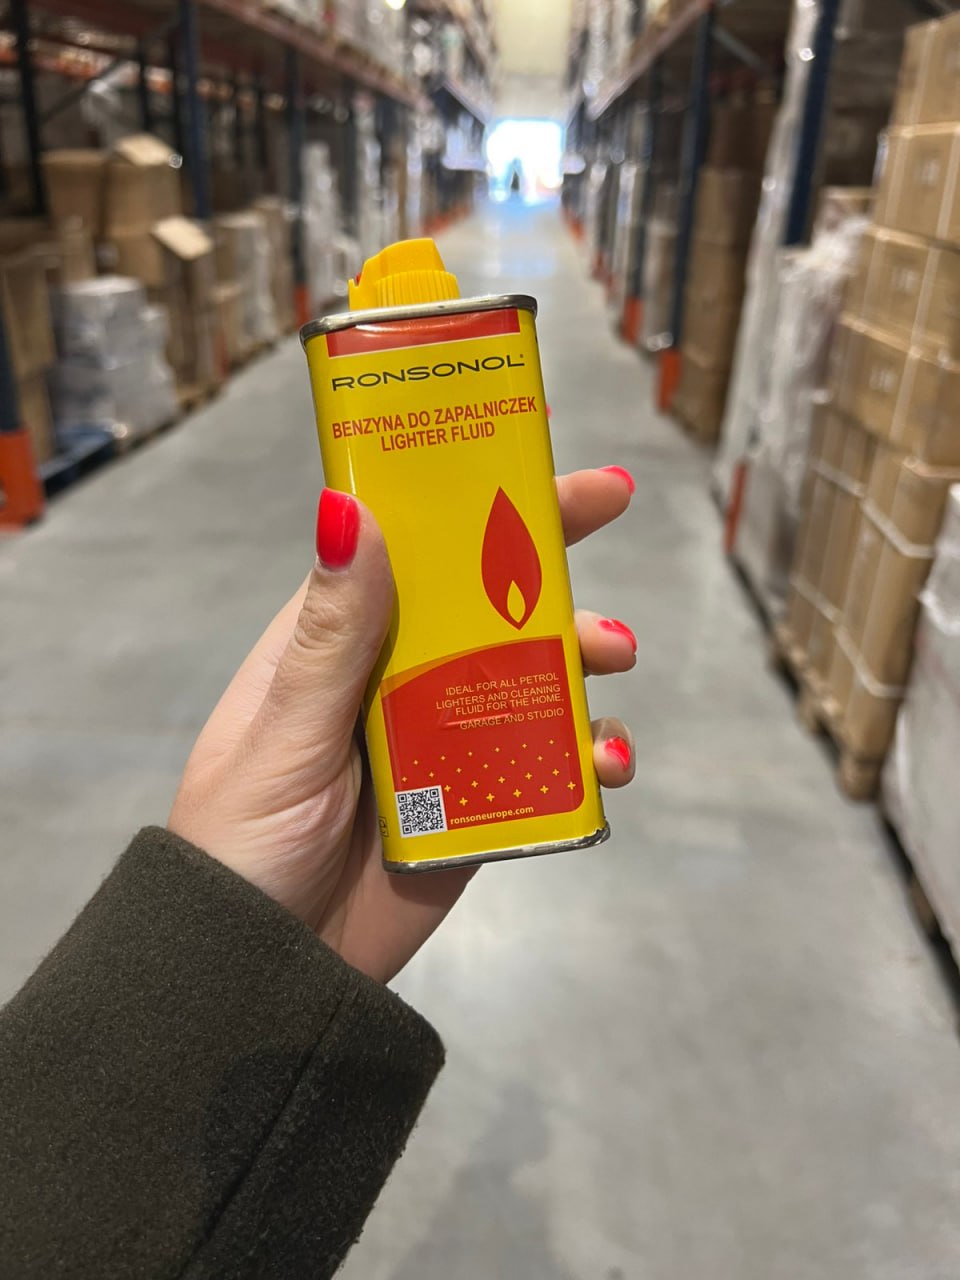 RONSONOL®
BENZYNA DO ZAPALNICZEK
LIGHTER FLUID
IDEAL FOR ALL PETROL
LIGHTERS AND CLEANING
FLUID FOR THE HOME,
GARAGE AND STUDIO
ronsoneurope.com